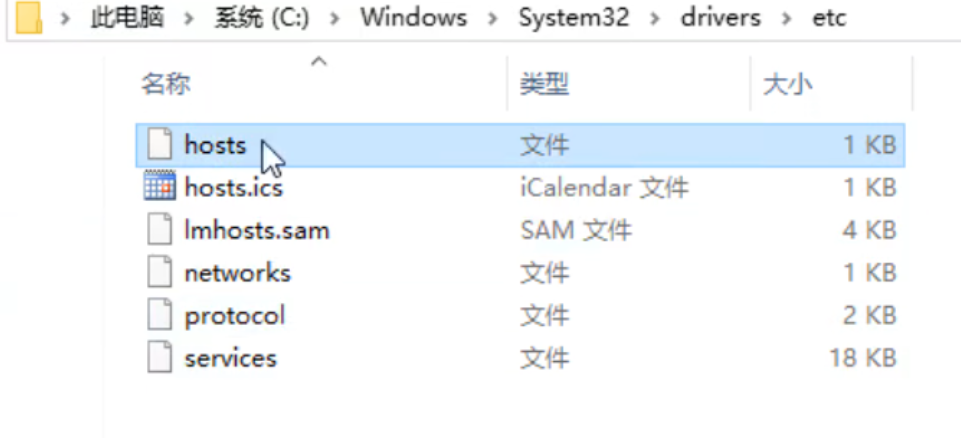 此电脑 › 系统 (C:) › Windows › System32 › drivers › etc
名称 类型 大小
hosts 文件 1 KB
hosts.ics iCalendar 文件 1 KB
lmhosts.sam SAM 文件 4 KB
networks 文件 1 KB
protocol 文件 2 KB
services 文件 18 KB